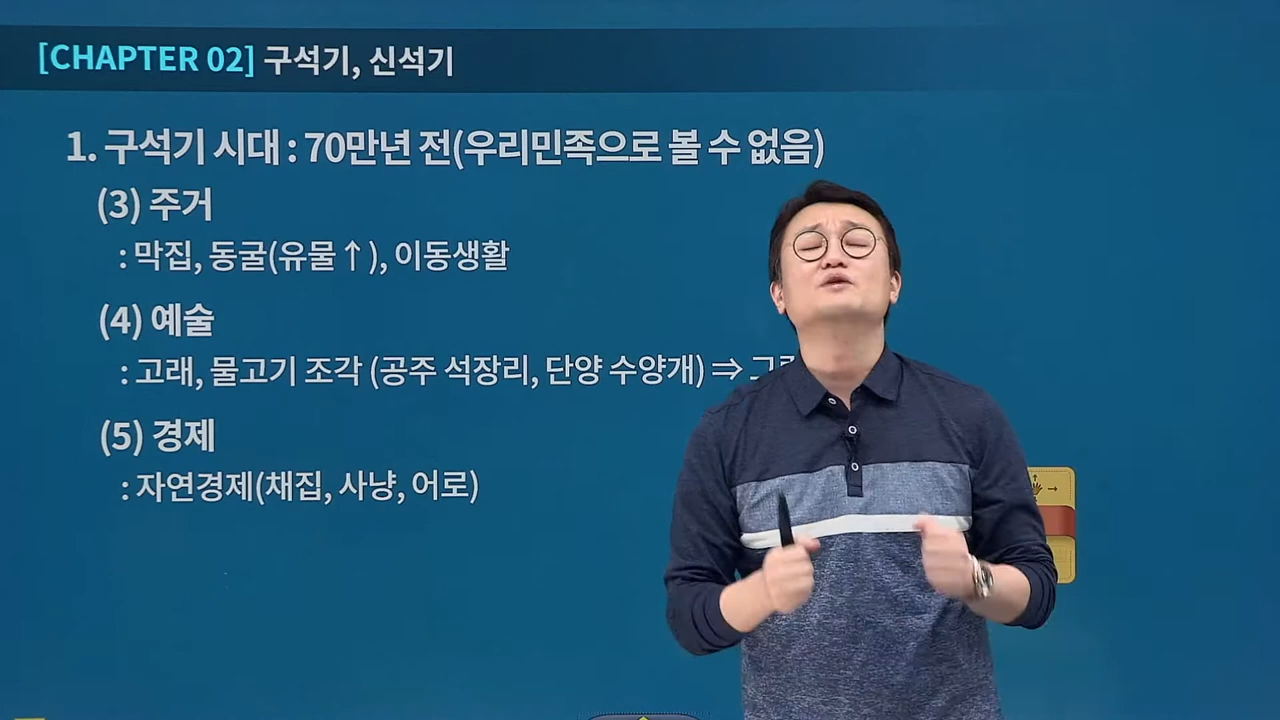 [CHAPTER 02] 구석기, 신석기
1. 구석기 시대 : 70만년 전(우리민족으로 볼 수 없음)
(3) 주거
: 막집, 동굴(유물↑), 이동생활
(4) 예술
: 고래, 물고기 조각 (공주 석장리, 단양 수양개) ⇒
(5) 경제
: 자연경제(채집, 사냥, 어로)